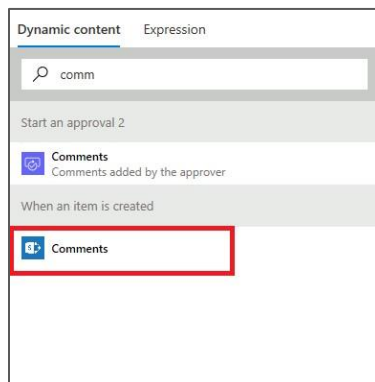 Dynamic content Expression
comm
Start an approval 2
Comments
Comments added by the approver
When an item is created
Comments